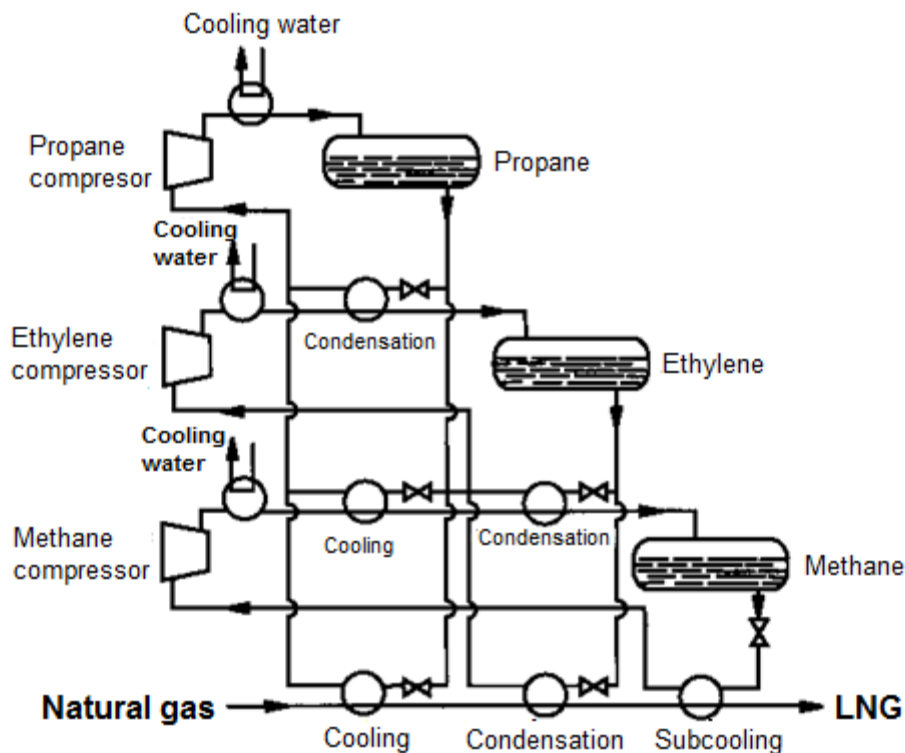 Cooling water
Propane
compresor
Propane
Cooling
water
Ethylene
compressor
Condensation
Ethylene
Cooling
water
Methane
compressor
Cooling
Condensation
Methane
Natural gas
LNG
Cooling
Condensation
Subcooling